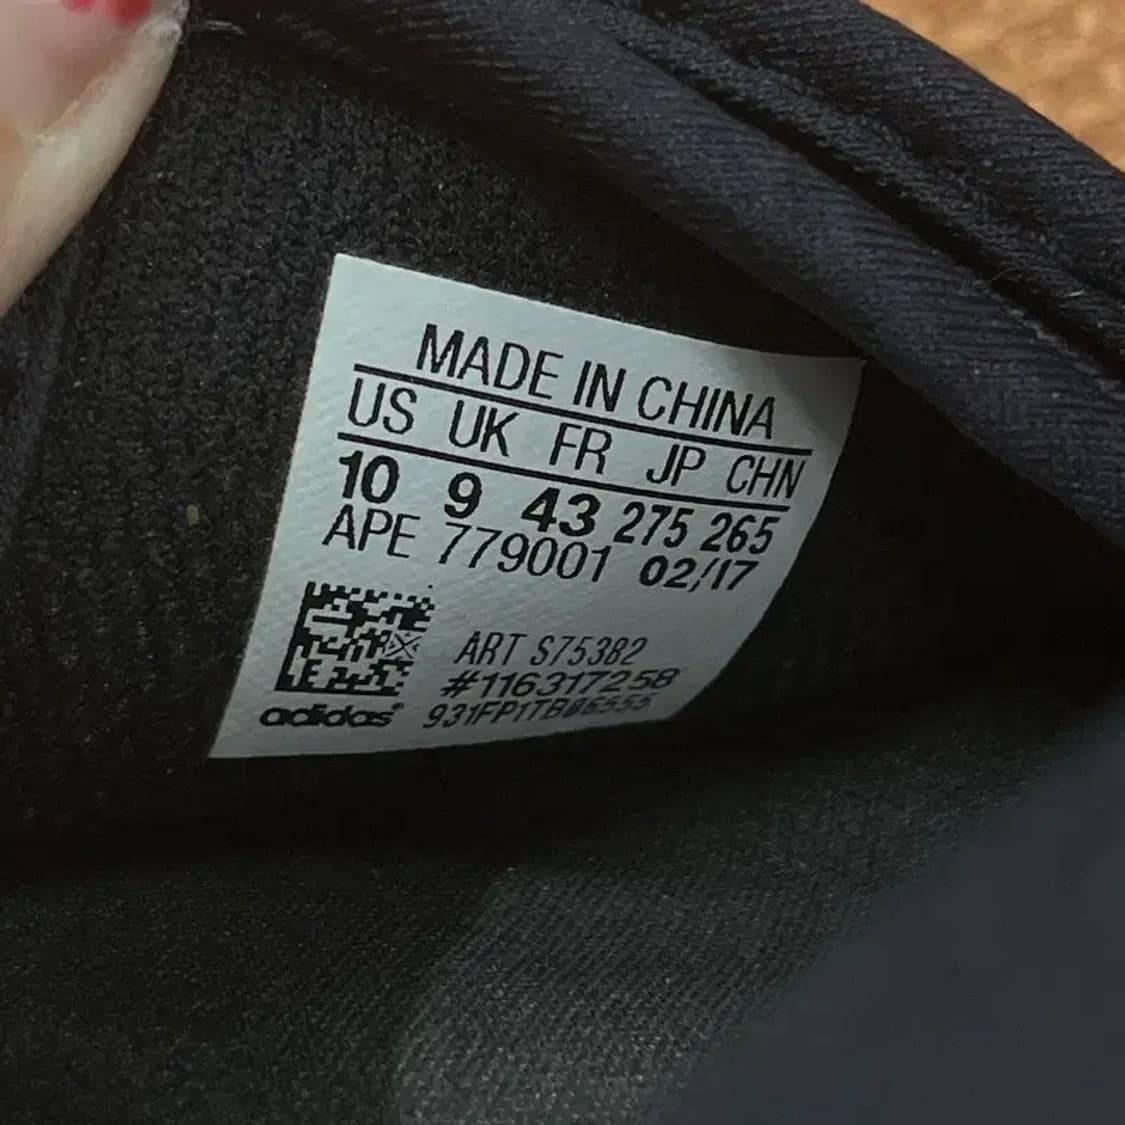 MADE IN CHINA
US UK FR JP CHN
10 9 43 275 265
APE 779001 02/17
ART S75382
#116317258
adidas® 931FP1TB06555